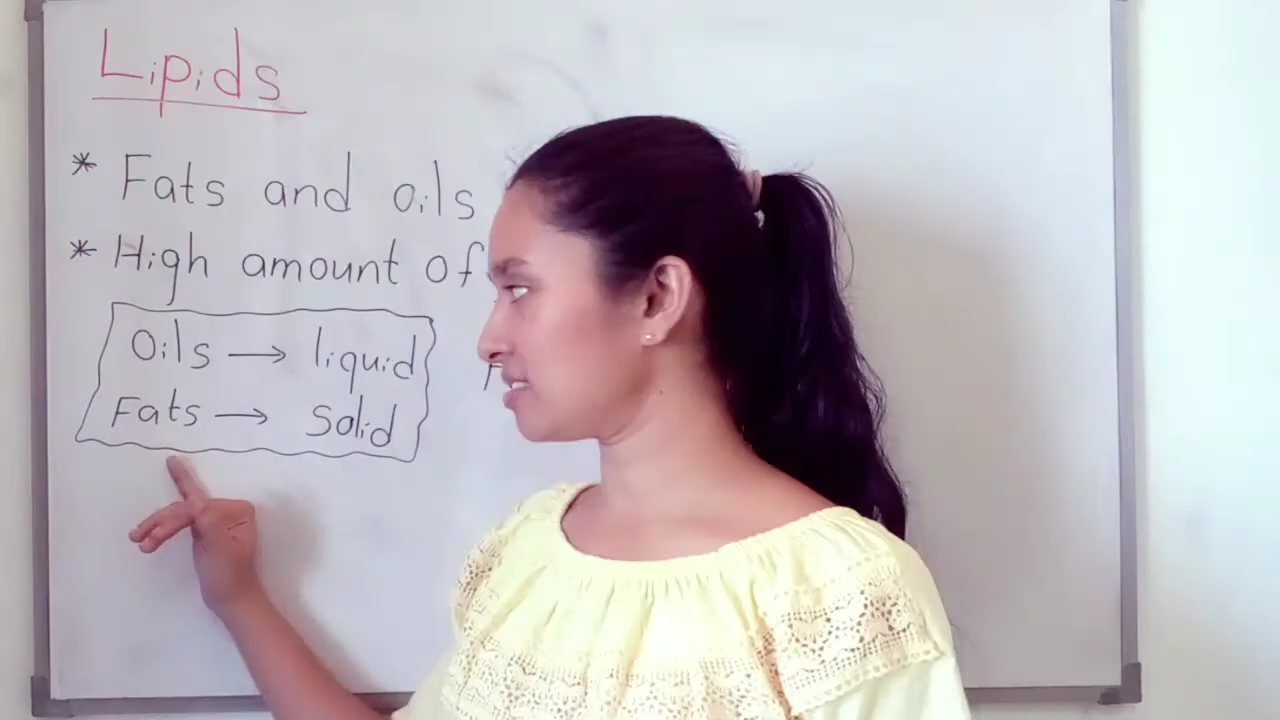 Lipids
* Fats and oils
* High amount of
Oils → liquid
Fats → Solid